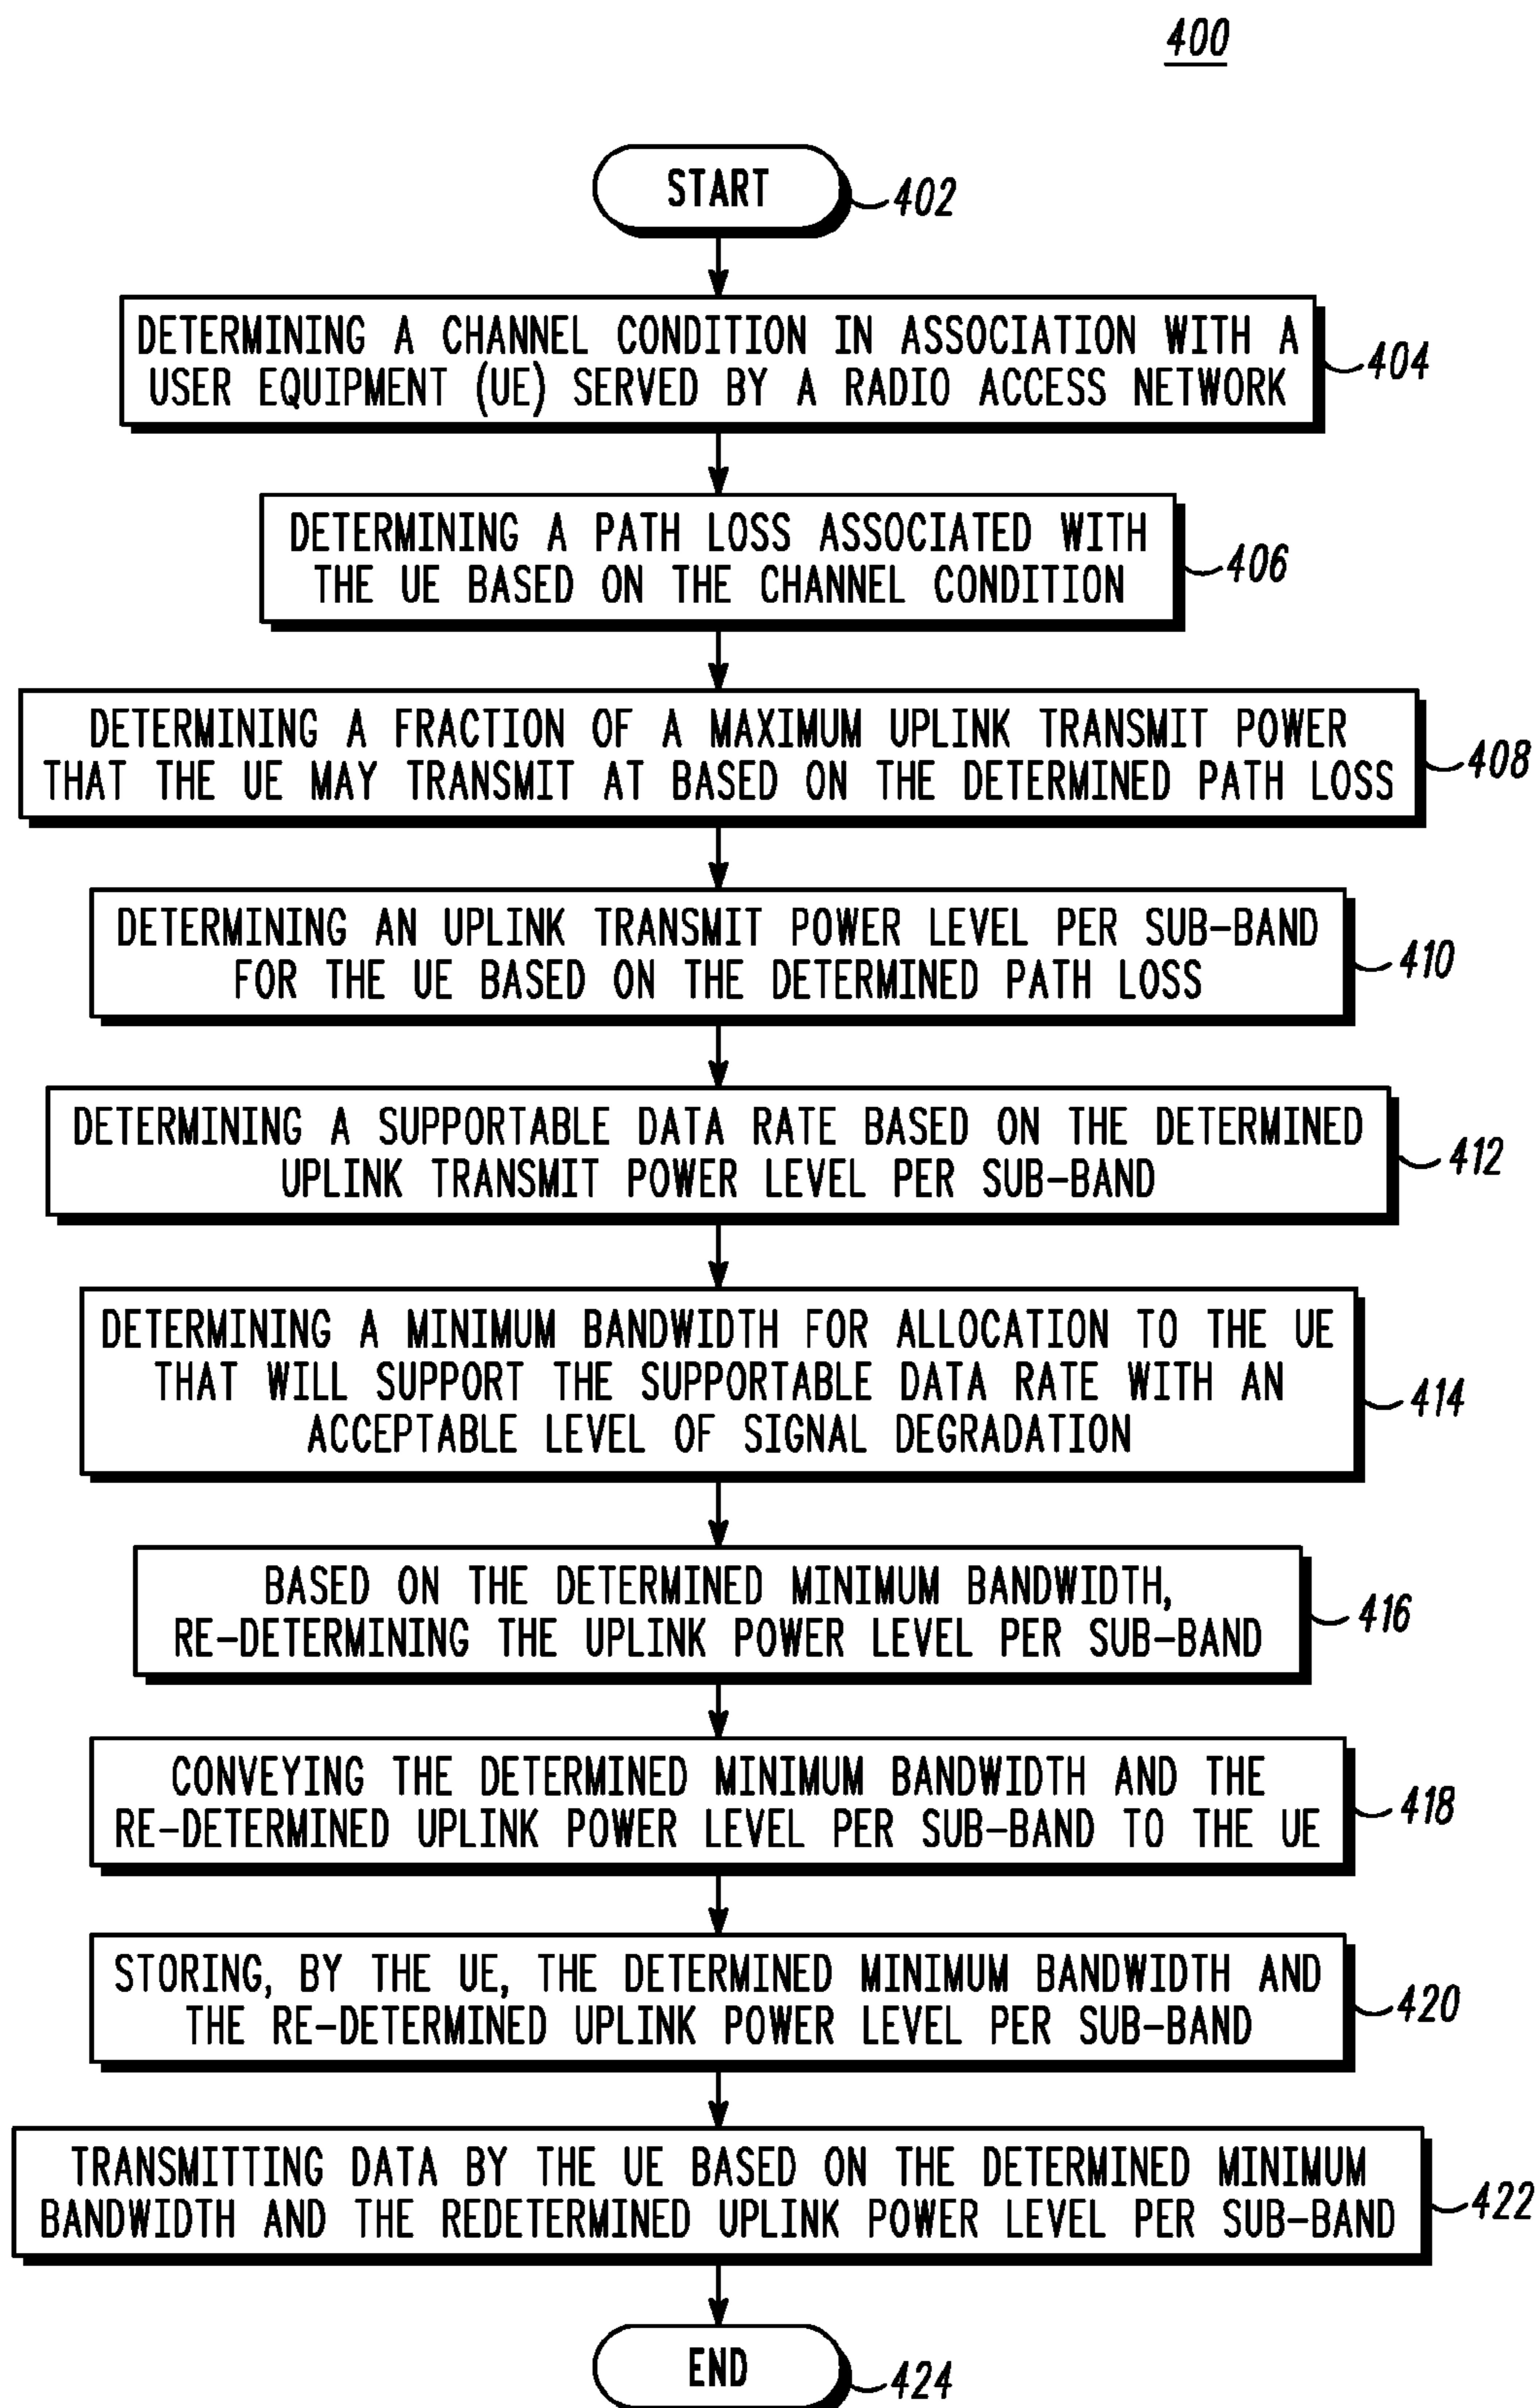 400
START
402
DETERMINING A CHANNEL CONDITION IN ASSOCIATION WITH A
USER EQUIPMENT (UE) SERVED BY A RADIO ACCESS NETWORK
404
DETERMINING A PATH LOSS ASSOCIATED WITH
THE UE BASED ON THE CHANNEL CONDITION
406
DETERMINING A FRACTION OF A MAXIMUM UPLINK TRANSMIT POWER
THAT THE UE MAY TRANSMIT AT BASED ON THE DETERMINED PATH LOSS
408
DETERMINING AN UPLINK TRANSMIT POWER LEVEL PER SUB-BAND
FOR THE UE BASED ON THE DETERMINED PATH LOSS
410
DETERMINING A SUPPORTABLE DATA RATE BASED ON THE DETERMINED
UPLINK TRANSMIT POWER LEVEL PER SUB-BAND
412
DETERMINING A MINIMUM BANDWIDTH FOR ALLOCATION TO THE UE
THAT WILL SUPPORT THE SUPPORTABLE DATA RATE WITH AN
ACCEPTABLE LEVEL OF SIGNAL DEGRADATION
414
BASED ON THE DETERMINED MINIMUM BANDWIDTH,
RE-DETERMINING THE UPLINK POWER LEVEL PER SUB-BAND
416
CONVEYING THE DETERMINED MINIMUM BANDWIDTH AND THE
RE-DETERMINED UPLINK POWER LEVEL PER SUB-BAND TO THE UE
418
STORING, BY THE UE, THE DETERMINED MINIMUM BANDWIDTH AND
THE RE-DETERMINED UPLINK POWER LEVEL PER SUB-BAND
420
TRANSMITTING DATA BY THE UE BASED ON THE DETERMINED MINIMUM
BANDWIDTH AND THE REDETERMINED UPLINK POWER LEVEL PER SUB-BAND
422
END
424